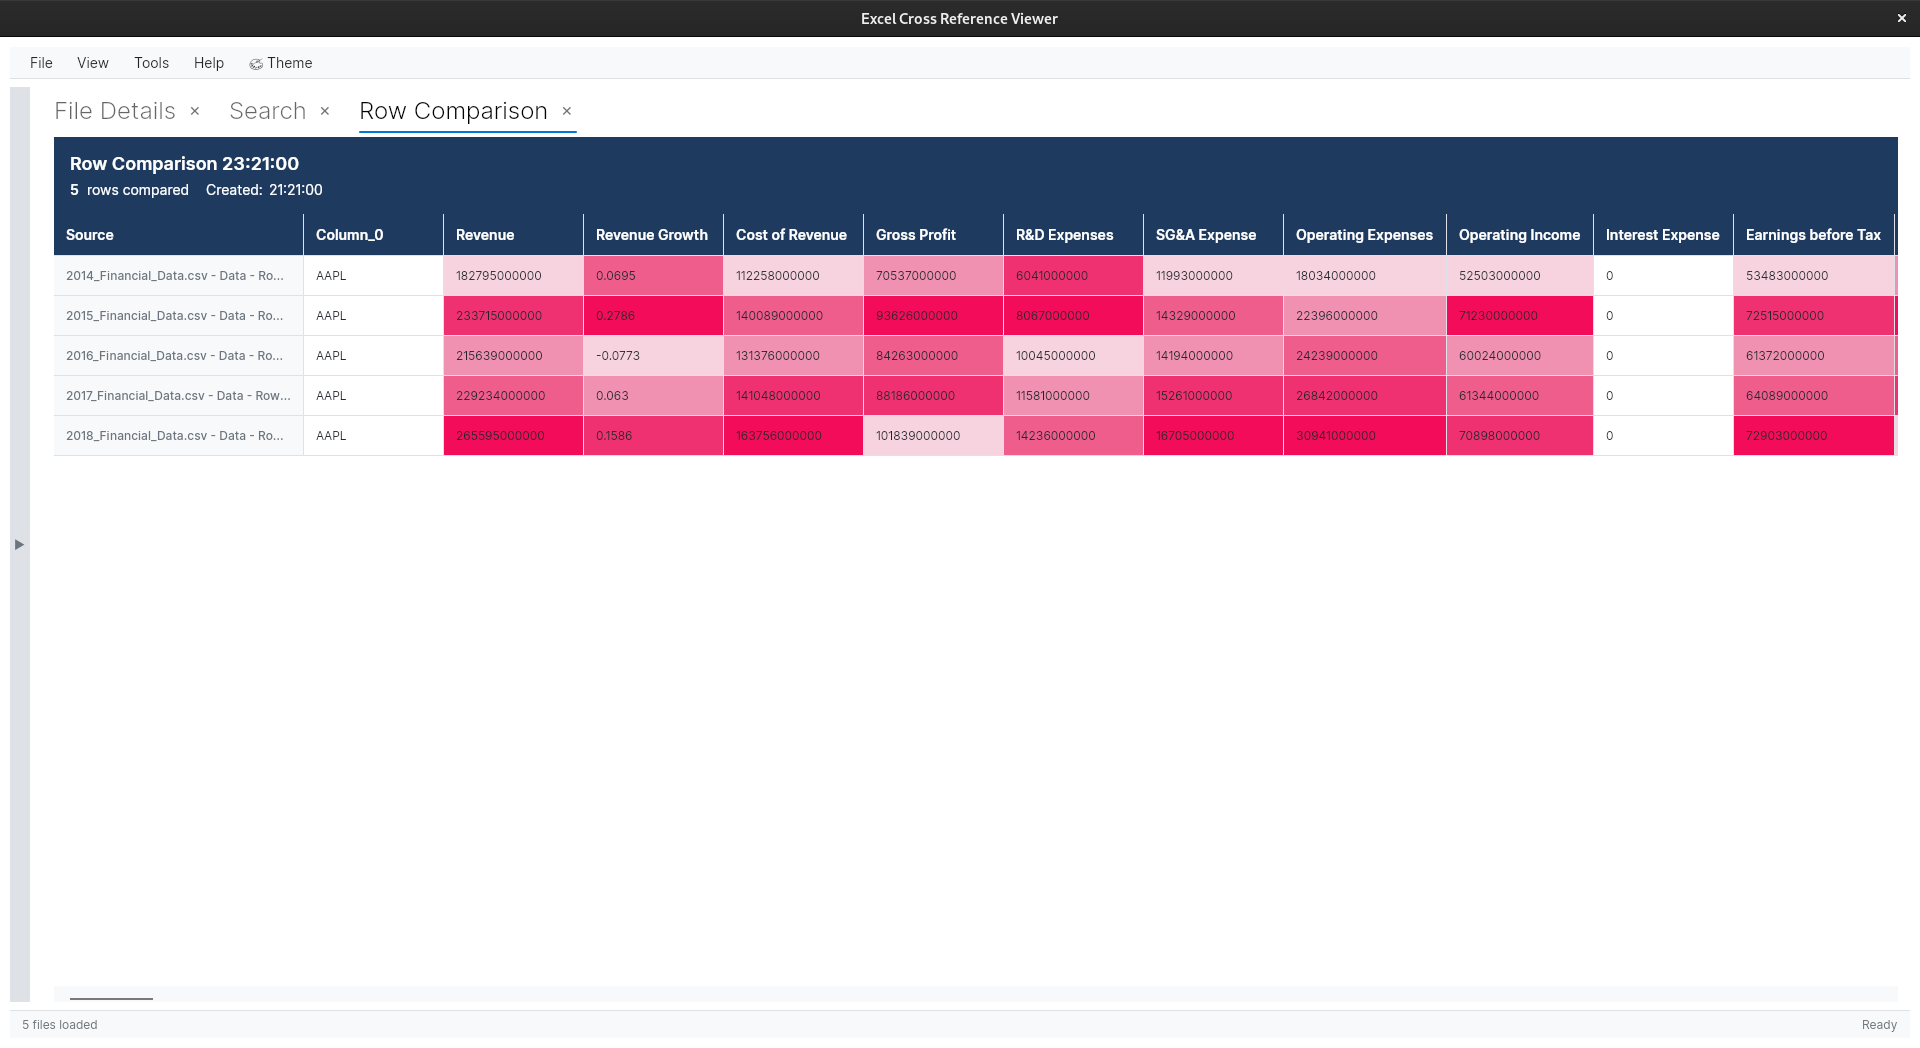 Excel Cross Reference Viewer ×
File View Tools Help Theme
File Details × Search × Row Comparison ×
Row Comparison 23:21:00
5 rows compared Created: 21:21:00
Source Column_0 Revenue Revenue Growth Cost of Revenue Gross Profit R&D Expenses SG&A Expense Operating Expenses Operating Income Interest Expense Earnings before Tax
2014_Financial_Data.csv - Data - Ro... AAPL 182795000000 0.0695 112258000000 70537000000 6041000000 11993000000 18034000000 52503000000 0 53483000000
2015_Financial_Data.csv - Data - Ro... AAPL 233715000000 0.2786 140089000000 93626000000 8067000000 14329000000 22396000000 71230000000 0 72515000000
2016_Financial_Data.csv - Data - Ro... AAPL 215639000000 -0.0773 131376000000 84263000000 10045000000 14194000000 24239000000 60024000000 0 61372000000
2017_Financial_Data.csv - Data - Row... AAPL 229234000000 0.063 141048000000 88186000000 11581000000 15261000000 26842000000 61344000000 0 64089000000
2018_Financial_Data.csv - Data - Ro... AAPL 265595000000 0.1586 163756000000 101839000000 14236000000 16705000000 30941000000 70898000000 0 72903000000
5 files loaded Ready